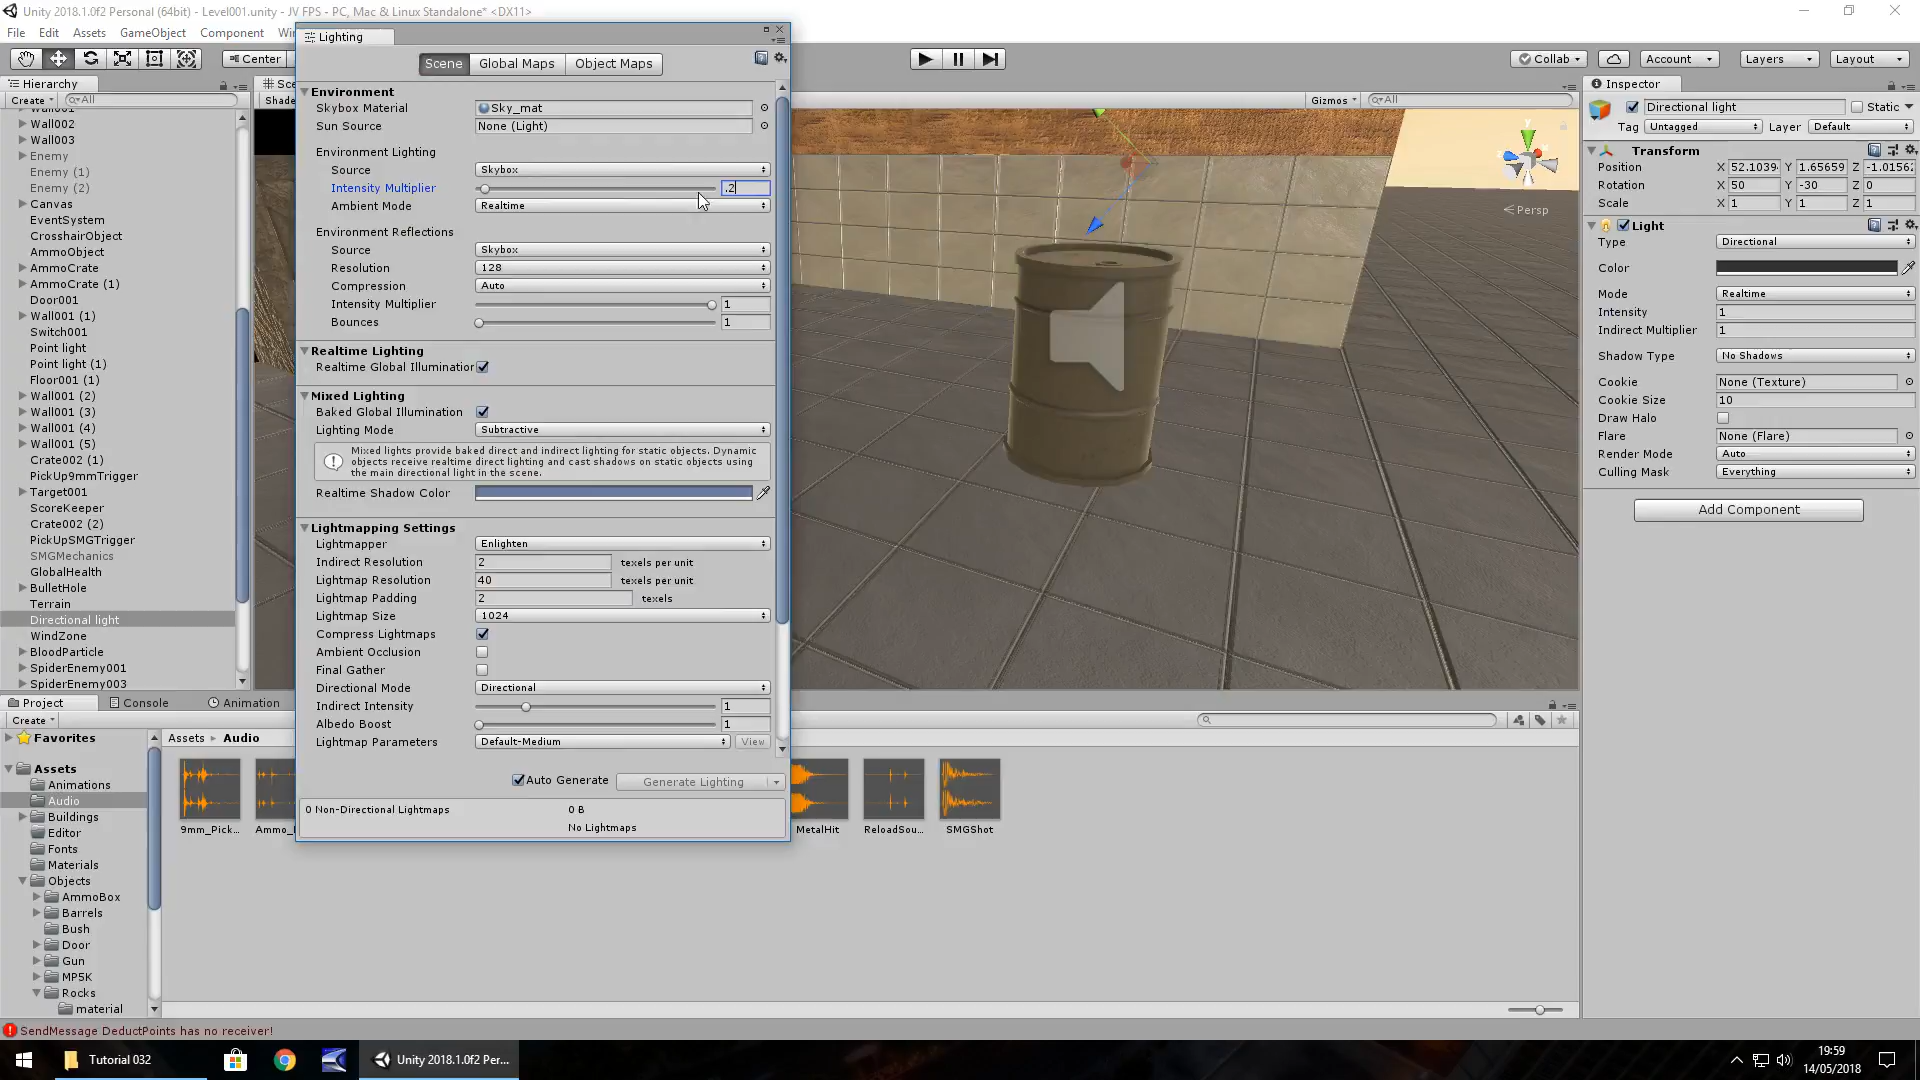 Unity 2018.1.0f2 Personal (64bit) - Level001.unity - JV FPS - PC, Mac & Linux Standalone* <DX11>
File Edit Assets GameObject Component
Lighting
Center
Collab Account Layers Layout
Hierarchy
Scene Global Maps Object Maps
Inspector
Create All
Gizmos All
Directional light Static
Tag Untagged Layer Default
Environment
Skybox Material Sky_mat
Sun Source None (Light)
Environment Lighting
Source Skybox
Intensity Multiplier .2
Ambient Mode Realtime
Environment Reflections
Source Skybox
Resolution 128
Compression Auto
Intensity Multiplier 1
Bounces 1
Realtime Lighting
Realtime Global Illumination
Mixed Lighting
Baked Global Illumination
Lighting Mode Subtractive
Mixed lights provide baked direct and indirect lighting for static objects. Dynamic
objects receive realtime direct lighting and cast shadows on static objects using
the main directional light in the scene.
Realtime Shadow Color
Lightmapping Settings
Lightmapper Enlighten
Indirect Resolution 2 texels per unit
Lightmap Resolution 40 texels per unit
Lightmap Padding 2 texels
Lightmap Size 1024
Compress Lightmaps
Ambient Occlusion
Final Gather
Directional Mode Directional
Indirect Intensity 1
Albedo Boost 1
Lightmap Parameters Default-Medium View
Auto Generate Generate Lighting
0 Non-Directional Lightmaps 0 B
No Lightmaps
Wall002
Wall003
Enemy
Enemy (1)
Enemy (2)
Canvas
EventSystem
CrosshairObject
AmmoObject
AmmoCrate
AmmoCrate (1)
Door001
Wall001 (1)
Switch001
Point light
Point light (1)
Floor001 (1)
Wall001 (2)
Wall001 (3)
Wall001 (4)
Wall001 (5)
Crate002 (1)
PickUp9mmTrigger
Target001
ScoreKeeper
Crate002 (2)
PickUpSMGTrigger
SMGMechanics
GlobalHealth
BulletHole
Terrain
Directional light
WindZone
BloodParticle
SpiderEnemy001
SpiderEnemy003
y
Persp
Transform
Position X 52.1039 Y 1.65659 Z -1.0156
Rotation X 50 Y -30 Z 0
Scale X 1 Y 1 Z 1
Light
Type Directional
Color
Mode Realtime
Intensity 1
Indirect Multiplier 1
Shadow Type No Shadows
Cookie None (Texture)
Cookie Size 10
Draw Halo
Flare None (Flare)
Render Mode Auto
Culling Mask Everything
Add Component
Project Console Animation
Create
Favorites
Assets
Animations
Audio
Buildings
Editor
Fonts
Materials
Objects
AmmoBox
Barrels
Bush
Door
Gun
MP5K
Rocks
material
Assets Audio
9mm_Pick... MetalHit ReloadSou... SMGShot
SendMessage DeductPoints has no receiver!
Tutorial 032
Unity 2018.1.0f2 Per...
19:59
14/05/2018